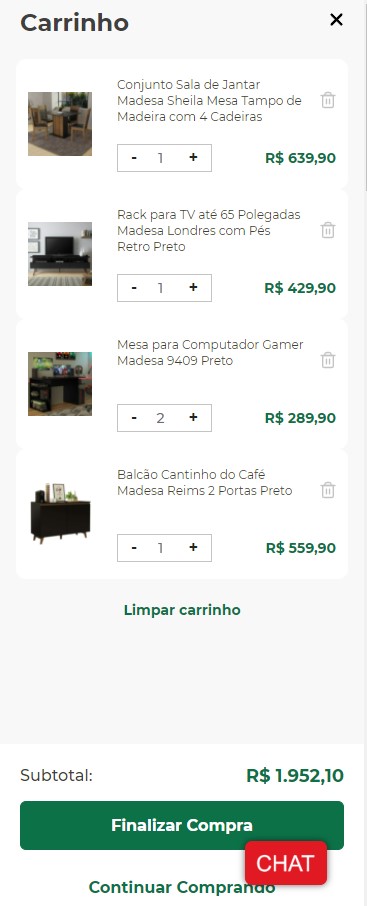 Carrinho
Conjunto Sala de Jantar
Madesa Sheila Mesa Tampo de
Madeira com 4 Cadeiras
- 1 + R$ 639,90
Rack para TV até 65 Polegadas
Madesa Londres com Pés
Retro Preto
- 1 + R$ 429,90
Mesa para Computador Gamer
Madesa 9409 Preto
- 2 + R$ 289,90
Balcão Cantinho do Café
Madesa Reims 2 Portas Preto
- 1 + R$ 559,90
Limpar carrinho
Subtotal: R$ 1.952,10
Finalizar Compra
CHAT
Continuar Comprando